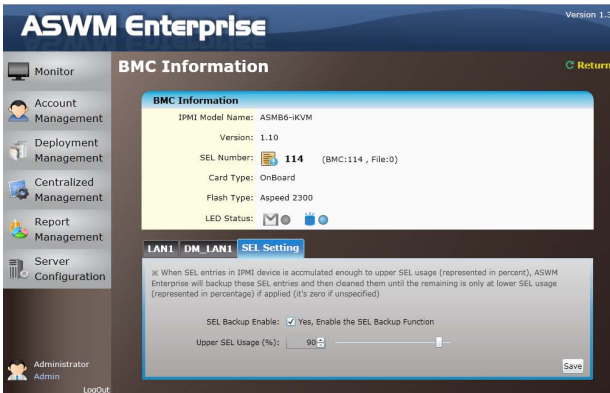 ASWM Enterprise
Version 1.3
Monitor
Account
Management
Deployment
Management
Centralized
Management
Report
Management
Server
Configuration
Administrator
Admin
LogOut
BMC Information
Return
BMC Information
IPMI Model Name: ASMB6-iKVM
Version: 1.10
SEL Number: 114 (BMC:114 , File:0)
Card Type: OnBoard
Flash Type: Aspeed 2300
LED Status:
LAN1 DM_LAN1 SEL Setting
※ When SEL entries in IPMI device is accmulated enough to upper SEL usage (represented in percent), ASWM
Enterprise will backup these SEL entries and then cleaned them until the remaining is only at lower SEL usage
(represented in percentage) if applied (it's zero if unspecified)
SEL Backup Enable: Yes, Enable the SEL Backup Function
Upper SEL Usage (%): 90
Save